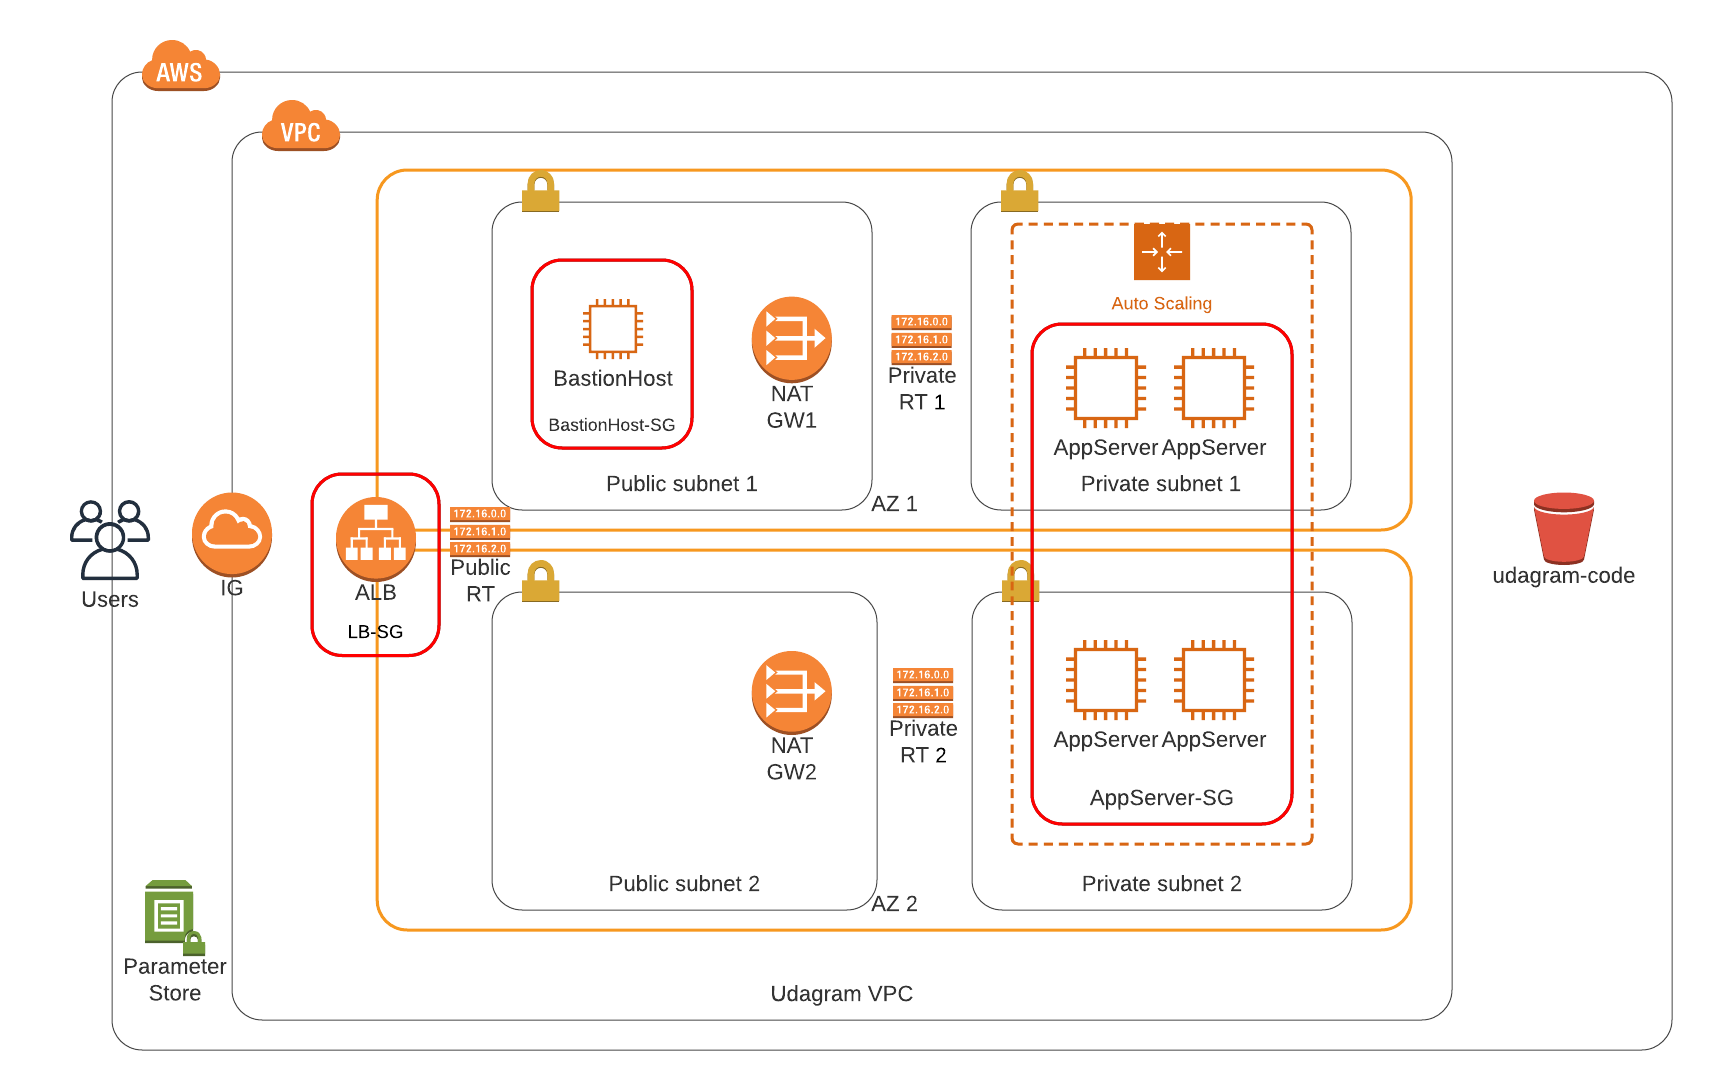 AWS
VPC
Auto Scaling
172.16.0.0
172.16.1.0
172.16.2.0
Private
RT 1
BastionHost
BastionHost-SG
NAT
GW1
AppServer
AppServer
Public subnet 1
AZ 1
Private subnet 1
172.16.0.0
172.16.1.0
172.16.2.0
Public
RT
Users
IG
ALB
LB-SG
udagram-code
172.16.0.0
172.16.1.0
172.16.2.0
Private
RT 2
NAT
GW2
AppServer
AppServer
AppServer-SG
Public subnet 2
AZ 2
Private subnet 2
Parameter
Store
Udagram VPC